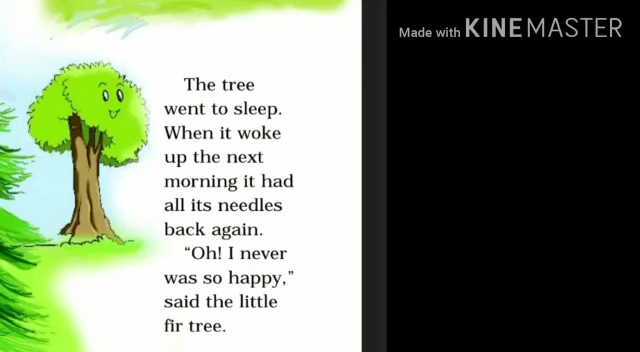 The tree
went to sleep.
When it woke
up the next
morning it had
all its needles
back again.
“Oh! I never
was so happy,”
said the little
fir tree.
Made with KINEMASTER